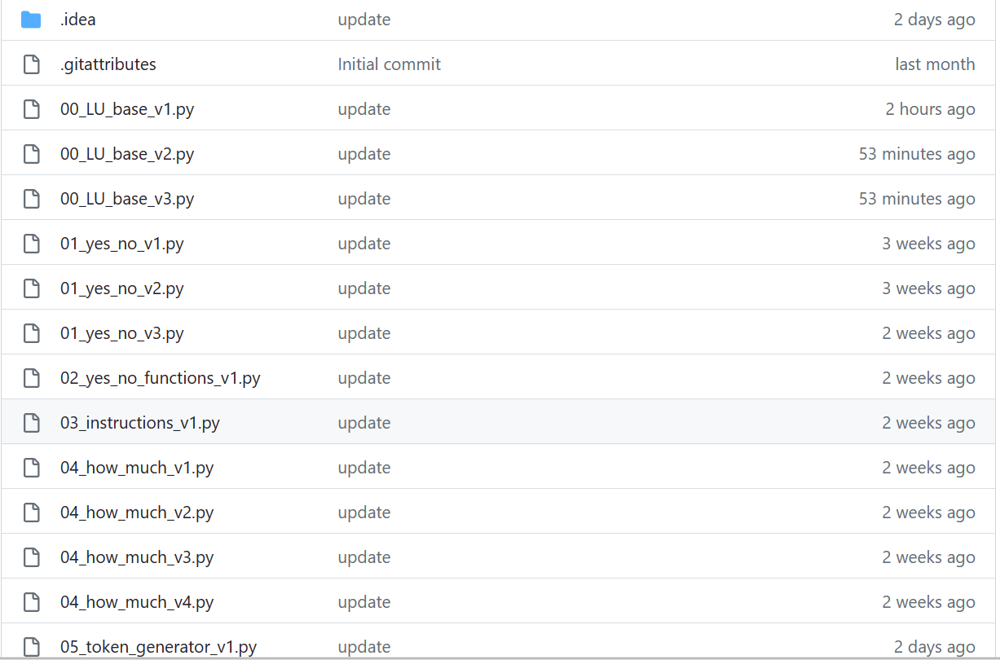 .idea update 2 days ago
.gitattributes Initial commit last month
00_LU_base_v1.py update 2 hours ago
00_LU_base_v2.py update 53 minutes ago
00_LU_base_v3.py update 53 minutes ago
01_yes_no_v1.py update 3 weeks ago
01_yes_no_v2.py update 3 weeks ago
01_yes_no_v3.py update 2 weeks ago
02_yes_no_functions_v1.py update 2 weeks ago
03_instructions_v1.py update 2 weeks ago
04_how_much_v1.py update 2 weeks ago
04_how_much_v2.py update 2 weeks ago
04_how_much_v3.py update 2 weeks ago
04_how_much_v4.py update 2 weeks ago
05_token_generator_v1.py update 2 days ago